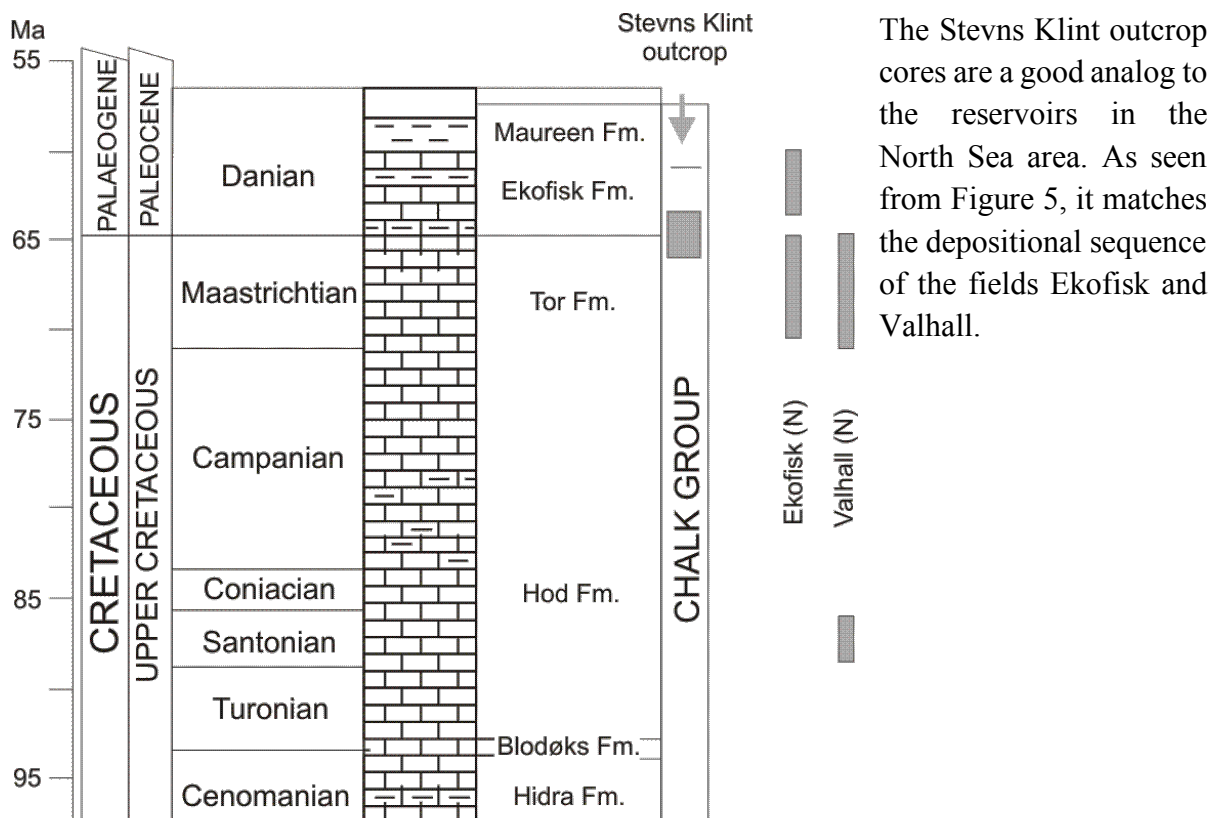 Ma
55
65
75
85
95
PALAEOGENE
PALEOCENE
CRETACEOUS
UPPER CRETACEOUS
Danian
Maastrichtian
Campanian
Coniacian
Santonian
Turonian
Cenomanian
Maureen Fm.
Ekofisk Fm.
Tor Fm.
Hod Fm.
Blodøks Fm.
Hidra Fm.
Stevns Klint
outcrop
CHALK GROUP
Ekofisk (N)
Valhall (N)
The Stevns Klint outcrop
cores are a good analog to
the reservoirs in the
North Sea area. As seen
from Figure 5, it matches
the depositional sequence
of the fields Ekofisk and
Valhall.